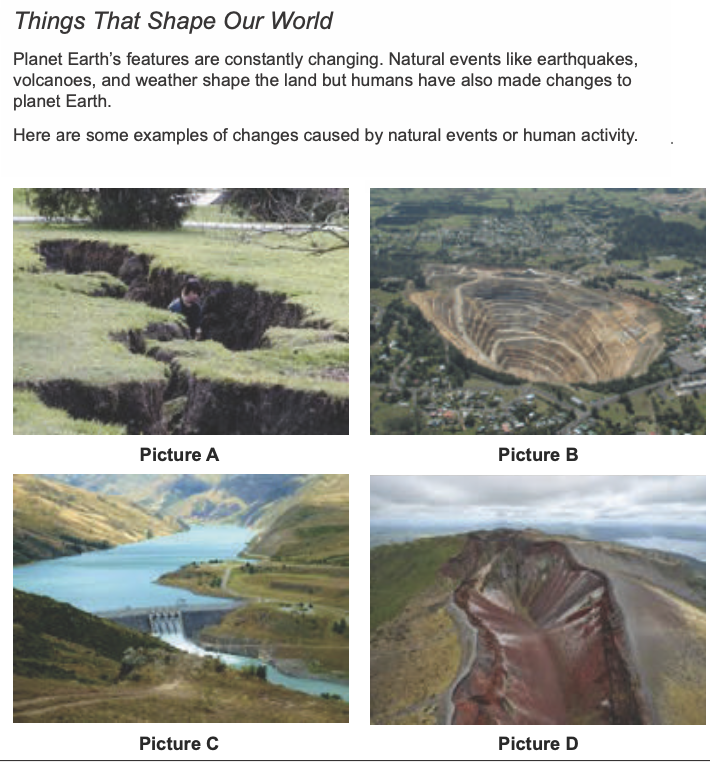 Things That Shape Our World
Planet Earth's features are constantly changing. Natural events like earthquakes,
volcanoes, and weather shape the land but humans have also made changes to
planet Earth.
Here are some examples of changes caused by natural events or human activity.
Picture A
Picture B
Picture C
Picture D